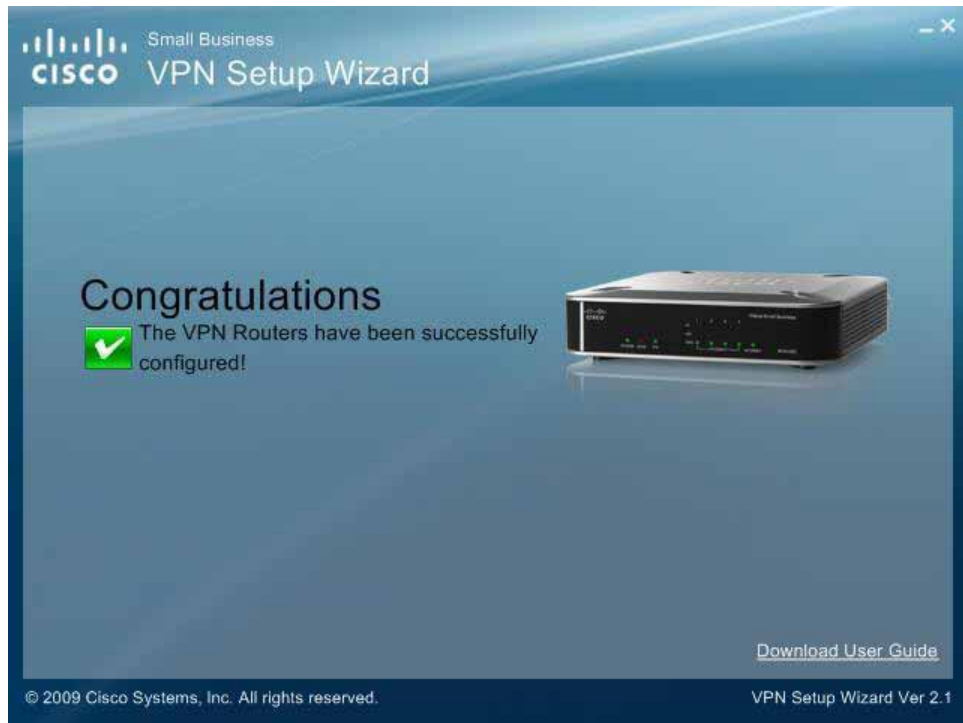 Small Business
CISCO VPN Setup Wizard
Congratulations
The VPN Routers have been successfully
configured!
Download User Guide
© 2009 Cisco Systems, Inc. All rights reserved.
VPN Setup Wizard Ver 2.1